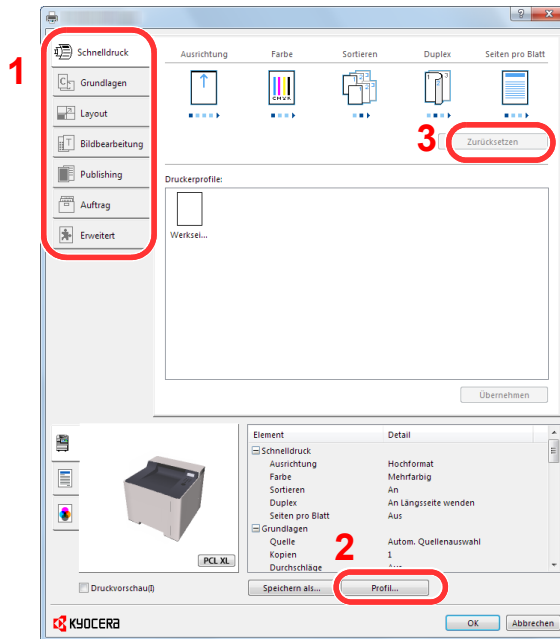 1
Schnelldruck
Grundlagen
Layout
Bildbearbeitung
Publishing
Auftrag
Erweitert
Ausrichtung Farbe Sortieren Duplex Seiten pro Blatt
CMYK
3
Zurücksetzen
Druckerprofile:
Werksei...
Übernehmen
Element Detail
Schnelldruck
Ausrichtung Hochformat
Farbe Mehrfarbig
Sortieren An
Duplex An Längsseite wenden
Seiten pro Blatt Aus
Grundlagen
Quelle Autom. Quellenauswahl
Kopien 1
Durchschläge Aus
PCL XL
2
Druckvorschau(l)
Speichern als... Profil...
KYOCERA
OK Abbrechen